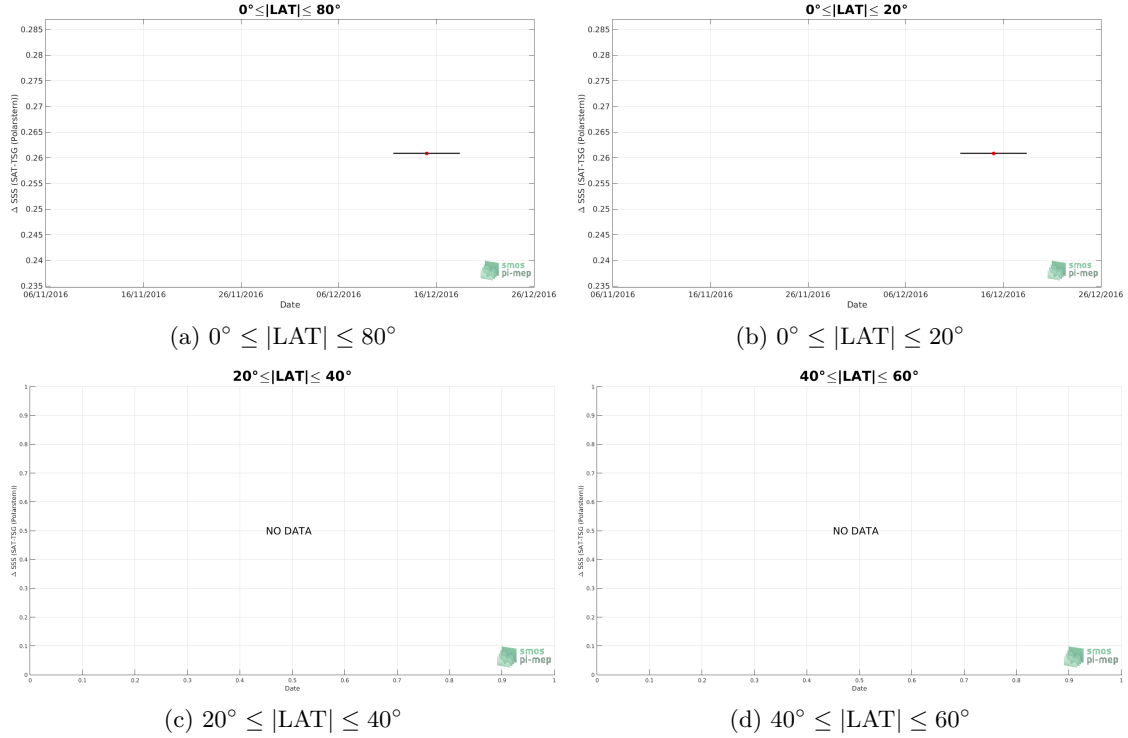 0°≤|LAT|≤ 80°
0.285
0.28
0.275
0.27
0.265
0.26
0.255
0.25
0.245
0.24
0.235
Δ SSS (SAT-TSG (Polarstern))
06/11/2016 16/11/2016 26/11/2016 06/12/2016 16/12/2016 26/12/2016
Date
smos
pi-mep
(a) 0° ≤ |LAT| ≤ 80°
0°≤|LAT|≤ 20°
0.285
0.28
0.275
0.27
0.265
0.26
0.255
0.25
0.245
0.24
0.235
Δ SSS (SAT-TSG (Polarstern))
06/11/2016 16/11/2016 26/11/2016 06/12/2016 16/12/2016 26/12/2016
Date
smos
pi-mep
(b) 0° ≤ |LAT| ≤ 20°
20°≤|LAT|≤ 40°
1
0.9
0.8
0.7
0.6
0.5
0.4
0.3
0.2
0.1
0
Δ SSS (SAT-TSG (Polarstern))
NO DATA
0 0.1 0.2 0.3 0.4 0.5 0.6 0.7 0.8 0.9 1
Date
smos
pi-mep
(c) 20° ≤ |LAT| ≤ 40°
40°≤|LAT|≤ 60°
1
0.9
0.8
0.7
0.6
0.5
0.4
0.3
0.2
0.1
0
Δ SSS (SAT-TSG (Polarstern))
NO DATA
0 0.1 0.2 0.3 0.4 0.5 0.6 0.7 0.8 0.9 1
Date
smos
pi-mep
(d) 40° ≤ |LAT| ≤ 60°